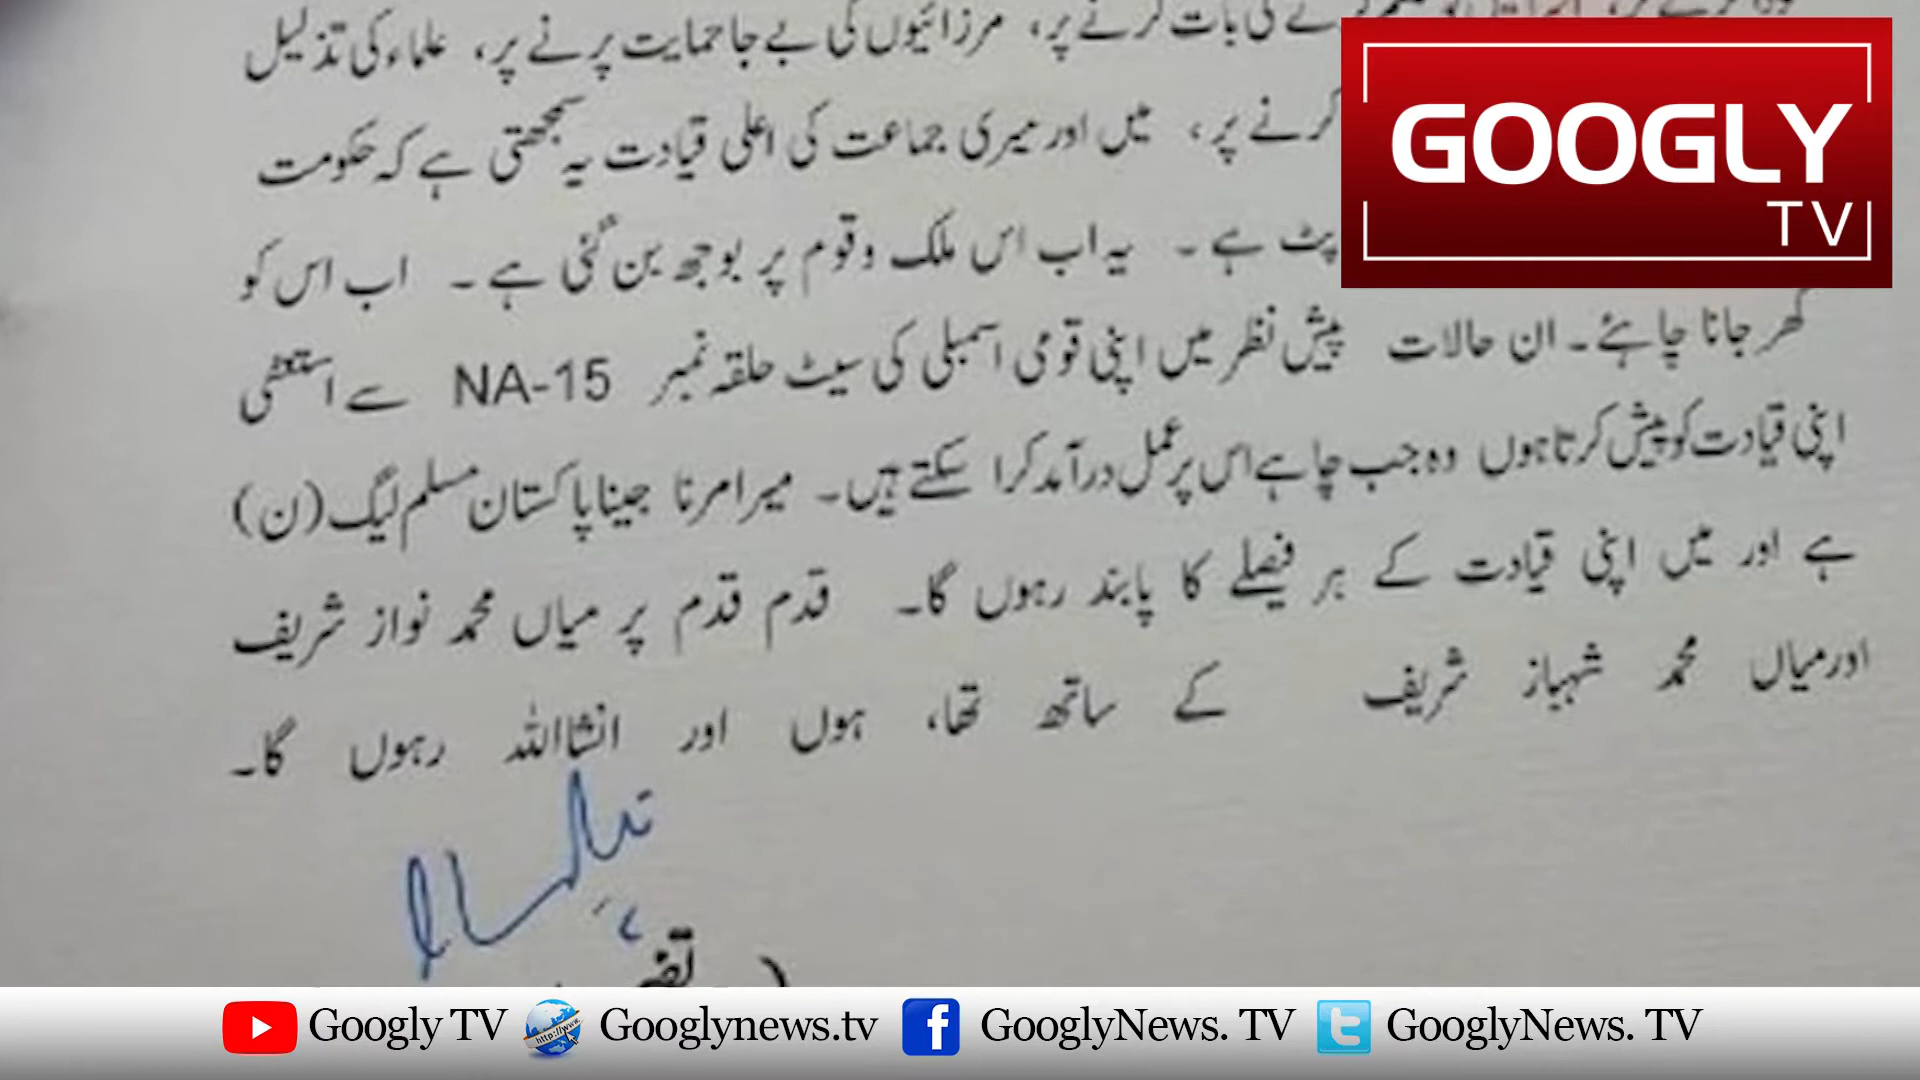 کی بات کرنے پر، مرزائیوں کی بے جا حمایت پر نے پر، علماء کی تذلیل
کرنے پر، میں اور میری جماعت کی اعلی قیادت یہ سمجھتی ہے کہ حکومت
پٹ ہے ۔ یہ اب اس ملک و قوم پر بوجھ بن گئی ہے ۔ اب اس کو
گھر جانا چاہئے ۔ ان حالات پیش نظر میں اپنی قومی اسمبلی کی سیٹ حلقہ نمبر NA-15 سے استعفٰی
اپنی قیادت کو پیش کرتا ہوں وہ جب چاہے اس پر عمل درآمد کرا سکتے ہیں۔ میرا مرنا جینا پاکستان مسلم لیگ (ن)
ہے اور میں اپنی قیادت کے ہر فیصلے کا پابند رہوں گا۔ قدم قدم پر میاں محمد نواز شریف
اور میاں محمد شہباز شریف کے ساتھ تھا، ہوں اور انشااللہ رہوں گا۔
GOOGLY
TV
Googly TV Googlynews.tv GooglyNews. TV GooglyNews. TV